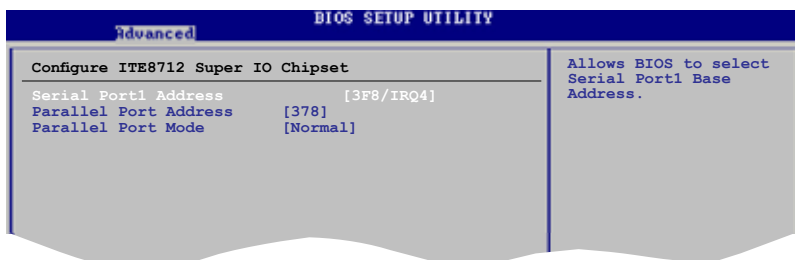 BIOS SETUP UTILITY
Advanced
Configure ITE8712 Super IO Chipset
Serial Port1 Address [3F8/IRQ4]
Parallel Port Address [378]
Parallel Port Mode [Normal]
Allows BIOS to select
Serial Port1 Base
Address.